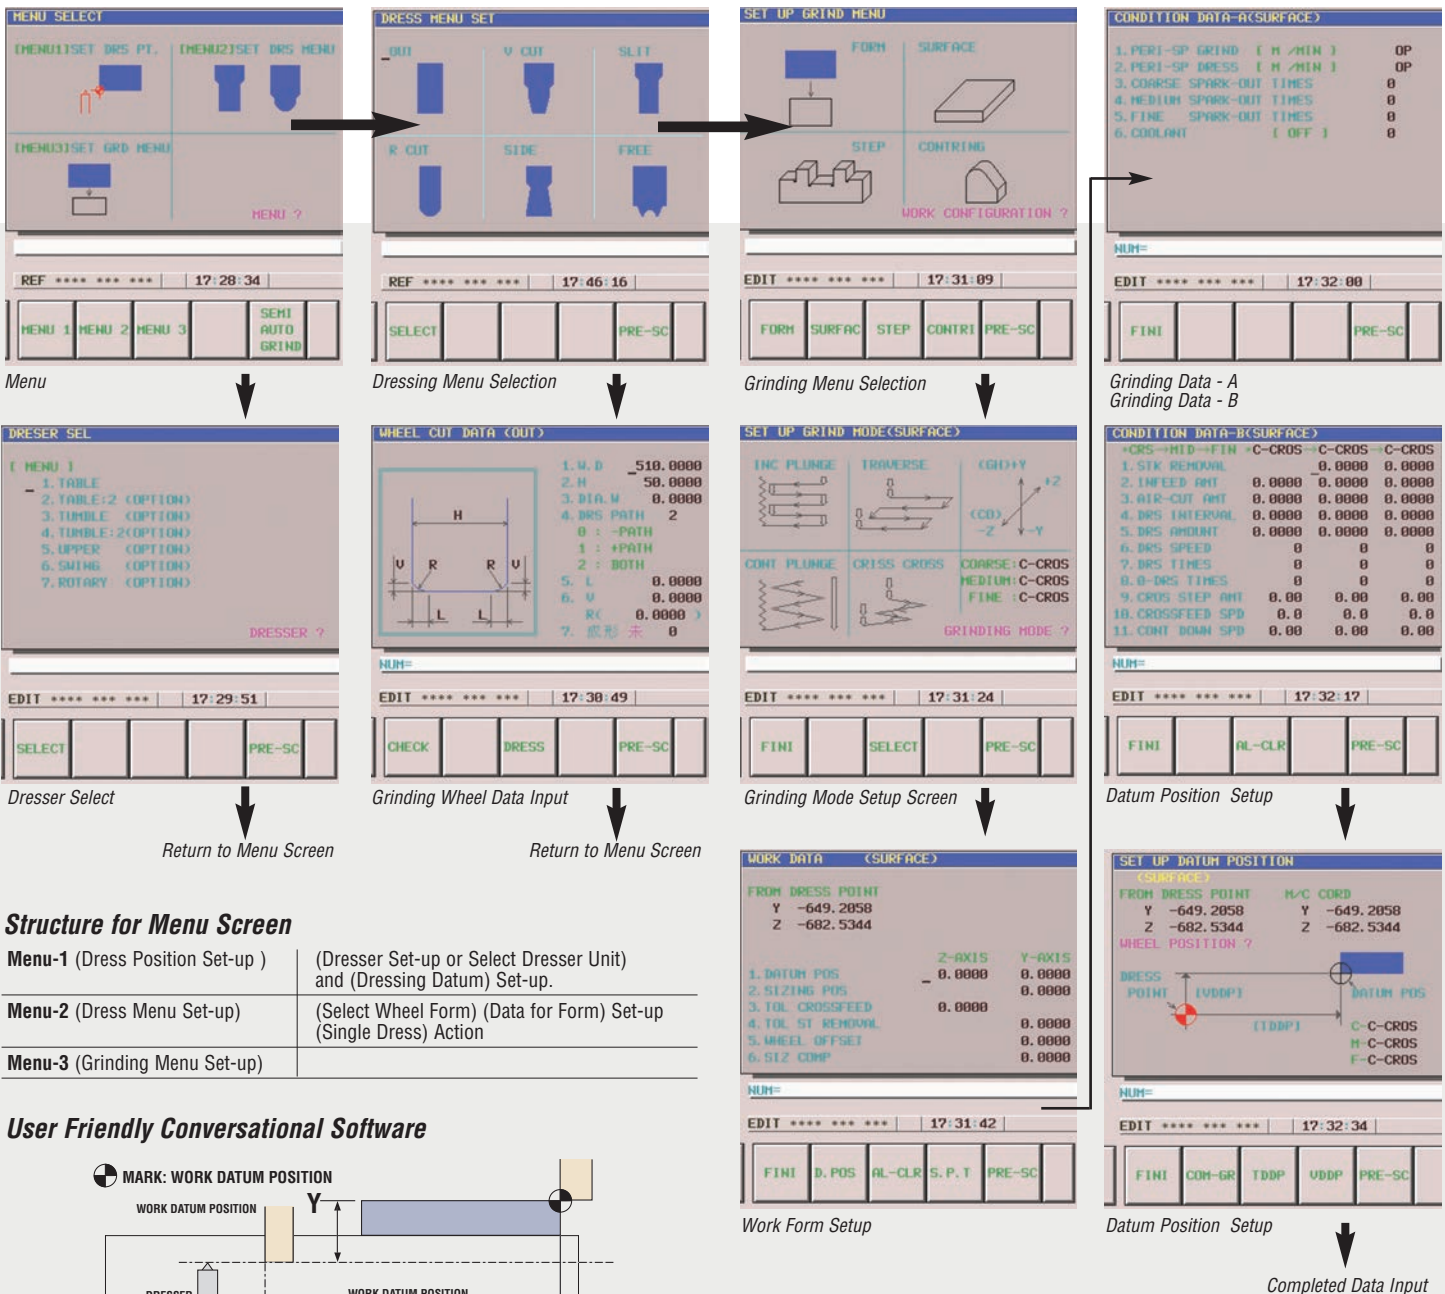 MENU SELECT
[MENU1]SET DRS PT.
[MENU2]SET DRS MENU
[MENU3]SET GRD MENU
MENU ?
REF **** *** ***
17:28:34
MENU 1
MENU 2
MENU 3
SEMI
AUTO
GRIND
Menu
DRESS MENU SET
OUT
V CUT
SLIT
R CUT
SIDE
FREE
REF **** *** ***
17:46:16
SELECT
PRE-SC
Dressing Menu Selection
SET UP GRIND MENU
FORM
SURFACE
STEP
CONTRING
WORK CONFIGURATION ?
EDIT **** *** ***
17:31:09
FORM
SURFAC
STEP
CONTRI
PRE-SC
Grinding Menu Selection
CONDITION DATA-A(SURFACE)
1.PERI-SP GRIND [ M /MIN ] OP
2.PERI-SP DRESS [ M /MIN ] OP
3.COARSE SPARK-OUT TIMES 0
4.MEDIUM SPARK-OUT TIMES 0
5.FINE SPARK-OUT TIMES 0
6.COOLANT [ OFF ] 0
NUM=
EDIT **** *** ***
17:32:00
FINI
PRE-SC
Grinding Data - A
Grinding Data - B
DRESER SEL
[ MENU ]
1.TABLE
2.TABLE:2 (OPTION)
3.TUMBLE (OPTION)
4.TUMBLE:2(OPTION)
5.UPPER (OPTION)
6.SWING (OPTION)
7.ROTARY (OPTION)
DRESSER ?
EDIT **** *** ***
17:29:51
SELECT
PRE-SC
Dresser Select
Return to Menu Screen
WHEEL CUT DATA (OUT)
H
V R R V
L L
1.W.D 510.0000
2.H 50.0000
3.DIA.W 0.0000
4.DRS PATH 2
0 : -PATH
1 : +PATH
2 : BOTH
5. L 0.0000
6. V 0.0000
R( 0.0000 )
7. 成形 未 0
NUM=
EDIT **** *** ***
17:30:49
CHECK
DRESS
PRE-SC
Grinding Wheel Data Input
Return to Menu Screen
SET UP GRIND MODE(SURFACE)
INC PLUNGE
TRAVERSE
(GH)+Y
+Z
(CD)
-Z
-Y
CONT PLUNGE
CRISS CROSS
COARSE:C-CROS
MEDIUM:C-CROS
FINE :C-CROS
GRINDING MODE ?
EDIT **** *** ***
17:31:24
FINI
SELECT
PRE-SC
Grinding Mode Setup Screen
CONDITION DATA-B(SURFACE)
*CRS→MID→FIN *C-CROS→C-CROS→C-CROS
1.STK REMOVAL 0.0000 0.0000
2.INFEED AMT 0.0000 0.0000 0.0000
3.AIR-CUT AMT 0.0000 0.0000 0.0000
4.DRS INTERVAL 0.0000 0.0000 0.0000
5.DRS AMOUNT 0.0000 0.0000 0.0000
6.DRS SPEED 0 0 0
7.DRS TIMES 0 0 0
8.0-DRS TIMES 0 0 0
9.CROS STEP AMT 0.00 0.00 0.00
10.CROSSFEED SPD 0.0 0.0 0.0
11.CONT DOWN SPD 0.00 0.00 0.00
NUM=
EDIT **** *** ***
17:32:17
FINI
AL-CLR
PRE-SC
Datum Position Setup
WORK DATA (SURFACE)
FROM DRESS POINT
Y -649.2058
Z -682.5344
Z-AXIS Y-AXIS
1.DATUM POS 0.0000 0.0000
2.SIZING POS 0.0000
3.TOL CROSSFEED 0.0000
4.TOL ST REMOVAL 0.0000
5.WHEEL OFFSET 0.0000
6.SIZ COMP 0.0000
NUM=
EDIT **** *** ***
17:31:42
FINI
D.POS
AL-CLR
S.P.T
PRE-SC
Work Form Setup
SET UP DATUM POSITION
(SURFACE)
FROM DRESS POINT M/C CORD
Y -649.2058 Y -649.2058
Z -682.5344 Z -682.5344
WHEEL POSITION ?
DRESS
POINT [VDDP]
DATUM POS
[TDDP]
C-C-CROS
M-C-CROS
F-C-CROS
NUM=
EDIT **** *** ***
17:32:34
FINI
COM-GR
TDDP
VDDP
PRE-SC
Datum Position Setup
Completed Data Input
Structure for Menu Screen
Menu-1 (Dress Position Set-up ) (Dresser Set-up or Select Dresser Unit)
and (Dressing Datum) Set-up.
Menu-2 (Dress Menu Set-up) (Select Wheel Form) (Data for Form) Set-up
(Single Dress) Action
Menu-3 (Grinding Menu Set-up)
User Friendly Conversational Software
MARK: WORK DATUM POSITION
WORK DATUM POSITION
Y
DRESSER
WORK DATUM POSITION